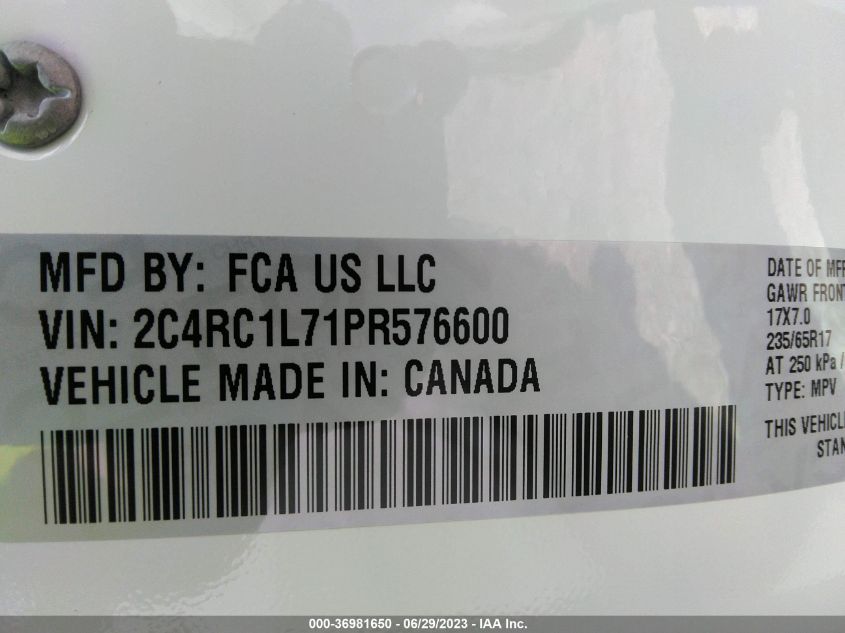 MFD BY: FCA US LLC
VIN: 2C4RC1L71PR576600
VEHICLE MADE IN: CANADA
DATE OF MFR
GAWR FRONT
17X7.0
235/65R17
AT 250 kPa /
TYPE: MPV
THIS VEHICLE
STAN
000-36981650 - 06/29/2023 - IAA Inc.